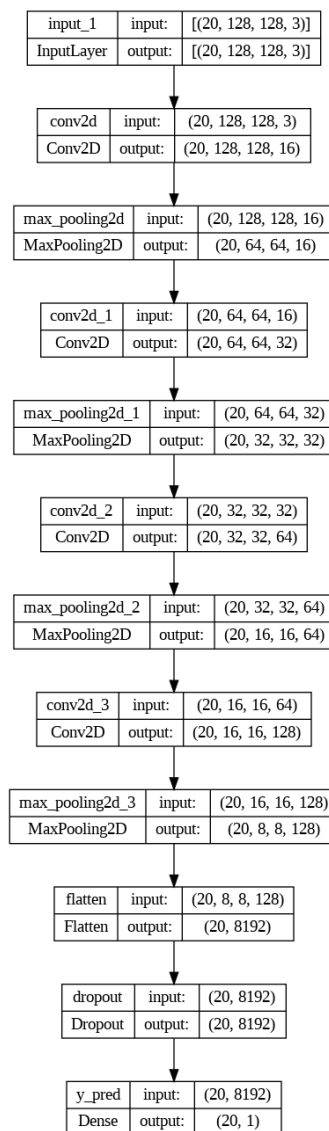 input_1 input: [(20, 128, 128, 3)]
InputLayer output: [(20, 128, 128, 3)]
conv2d input: (20, 128, 128, 3)
Conv2D output: (20, 128, 128, 16)
max_pooling2d input: (20, 128, 128, 16)
MaxPooling2D output: (20, 64, 64, 16)
conv2d_1 input: (20, 64, 64, 16)
Conv2D output: (20, 64, 64, 32)
max_pooling2d_1 input: (20, 64, 64, 32)
MaxPooling2D output: (20, 32, 32, 32)
conv2d_2 input: (20, 32, 32, 32)
Conv2D output: (20, 32, 32, 64)
max_pooling2d_2 input: (20, 32, 32, 64)
MaxPooling2D output: (20, 16, 16, 64)
conv2d_3 input: (20, 16, 16, 64)
Conv2D output: (20, 16, 16, 128)
max_pooling2d_3 input: (20, 16, 16, 128)
MaxPooling2D output: (20, 8, 8, 128)
flatten input: (20, 8, 8, 128)
Flatten output: (20, 8192)
dropout input: (20, 8192)
Dropout output: (20, 8192)
y_pred input: (20, 8192)
Dense output: (20, 1)